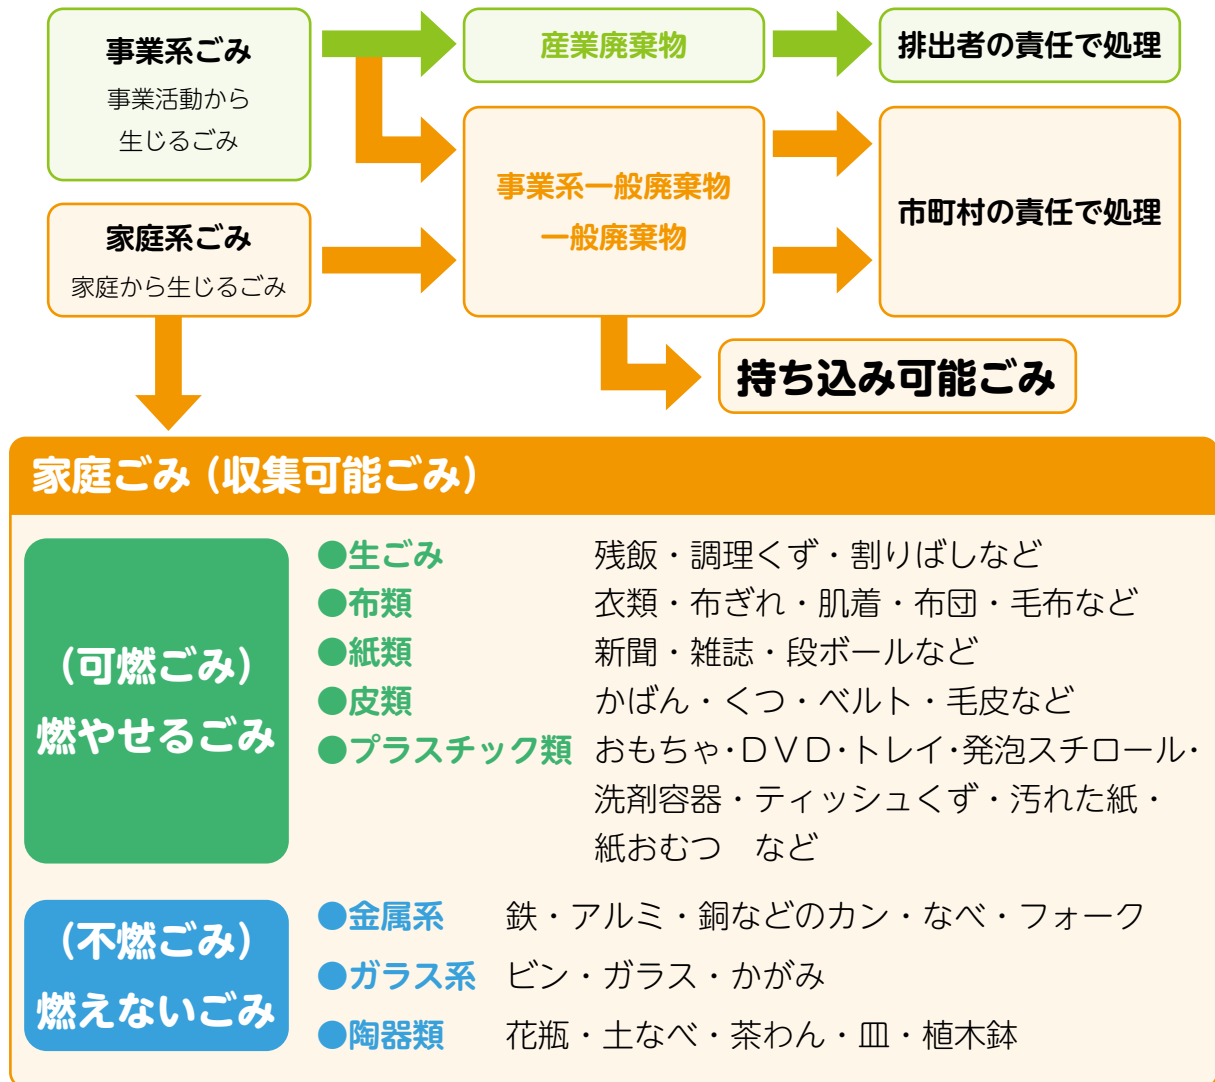 事業系ごみ
事業活動から
生じるごみ
産業廃棄物
排出者の責任で処理
家庭系ごみ
家庭から生じるごみ
事業系一般廃棄物
一般廃棄物
市町村の責任で処理
持ち込み可能ごみ
家庭ごみ（収集可能ごみ）
（可燃ごみ）
燃やせるごみ
●生ごみ 残飯・調理くず・割りばしなど
●布類 衣類・布ぎれ・肌着・布団・毛布など
●紙類 新聞・雑誌・段ボールなど
●皮類 かばん・くつ・ベルト・毛皮など
●プラスチック類 おもちゃ・ＤＶＤ・トレイ・発泡スチロール・
洗剤容器・ティッシュくず・汚れた紙・
紙おむつ　など
（不燃ごみ）
燃えないごみ
●金属系 鉄・アルミ・銅などのカン・なべ・フォーク
●ガラス系 ビン・ガラス・かがみ
●陶器類 花瓶・土なべ・茶わん・皿・植木鉢